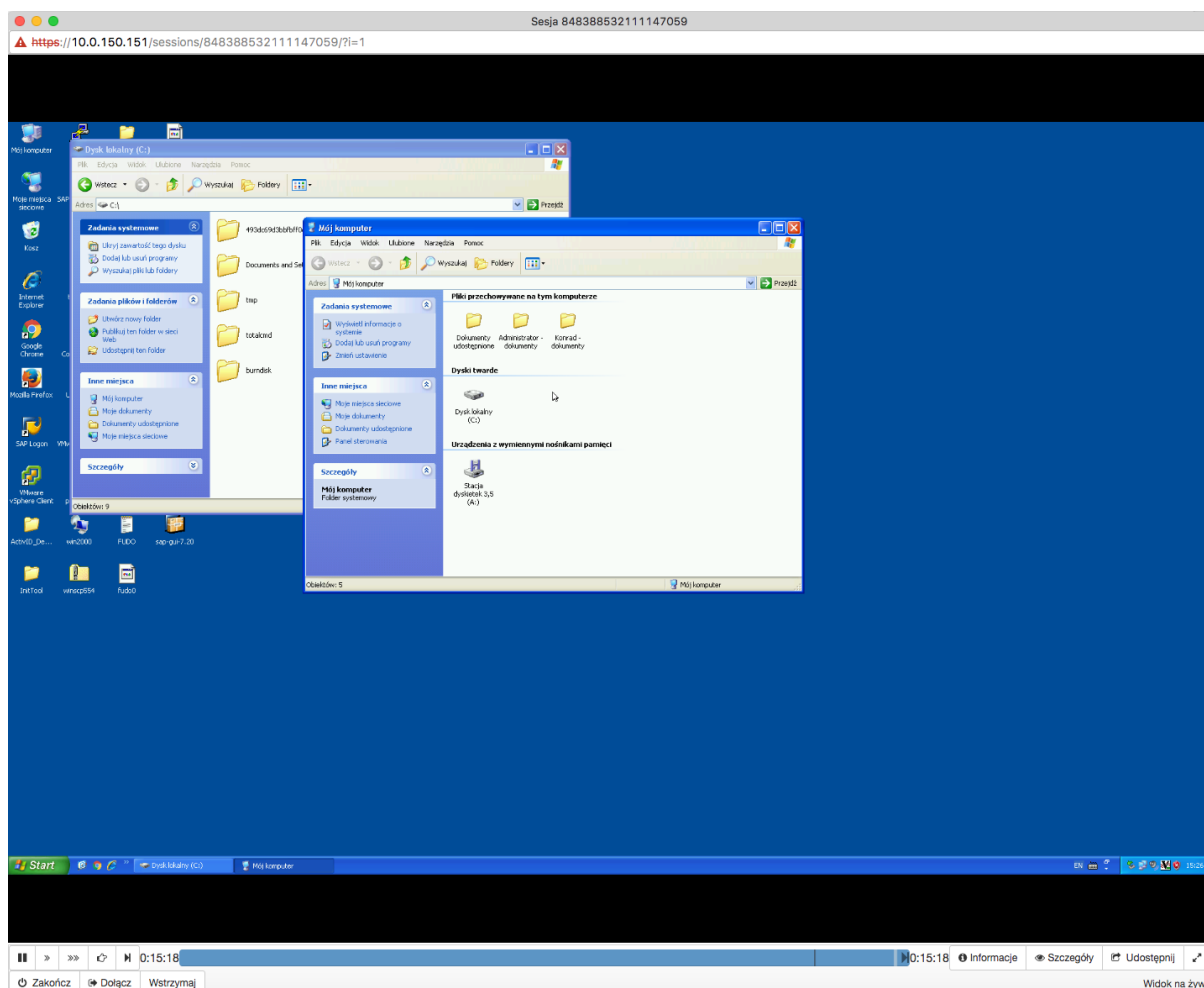 Sesja 848388532111147059
https://10.0.150.151/sessions/848388532111147059/?i=1
Mój komputer
Moje miejsca sieciowe
SAP
Kosz
Internet Explorer
Google Chrome
Co
Mozilla Firefox
SAP Logon
VMware vSphere Client
ActivID_De...
win2000
FUDO
sap-gui-7.20
InitTool
winscp554
fudo0
Dysk lokalny (C:)
Plik Edycja Widok Ulubione Narzędzia Pomoc
Wstecz Wyszukaj Foldery
Adres C:\ Przejdź
Zadania systemowe
Ukryj zawartość tego dysku
Dodaj lub usuń programy
Wyszukaj pliki lub foldery
Zadania plików i folderów
Utwórz nowy folder
Publikuj ten folder w sieci Web
Udostępnij ten folder
Inne miejsca
Mój komputer
Moje dokumenty
Dokumenty udostępnione
Moje miejsca sieciowe
Szczegóły
Documents and Set
tmp
totalcmd
burndisk
Obiektów: 9
Mój komputer
Plik Edycja Widok Ulubione Narzędzia Pomoc
Wstecz Wyszukaj Foldery
Adres Mój komputer Przejdź
Zadania systemowe
Wyświetl informacje o systemie
Dodaj lub usuń programy
Zmień ustawienie
Inne miejsca
Moje miejsca sieciowe
Moje dokumenty
Dokumenty udostępnione
Panel sterowania
Szczegóły
Mój komputer
Folder systemowy
Pliki przechowywane na tym komputerze
Dokumenty udostępnione
Administrator - dokumenty
Konrad - dokumenty
Dyski twarde
Dysk lokalny (C:)
Urządzenia z wymiennymi nośnikami pamięci
Stacja dyskietek 3,5 (A:)
Obiektów: 5 Mój komputer
Start Dysk lokalny (C:) Mój komputer EN 15:26
0:15:18 0:15:18 Informacje Szczegóły Udostępnij
Zakończ Dołącz Wstrzymaj Widok na żyw